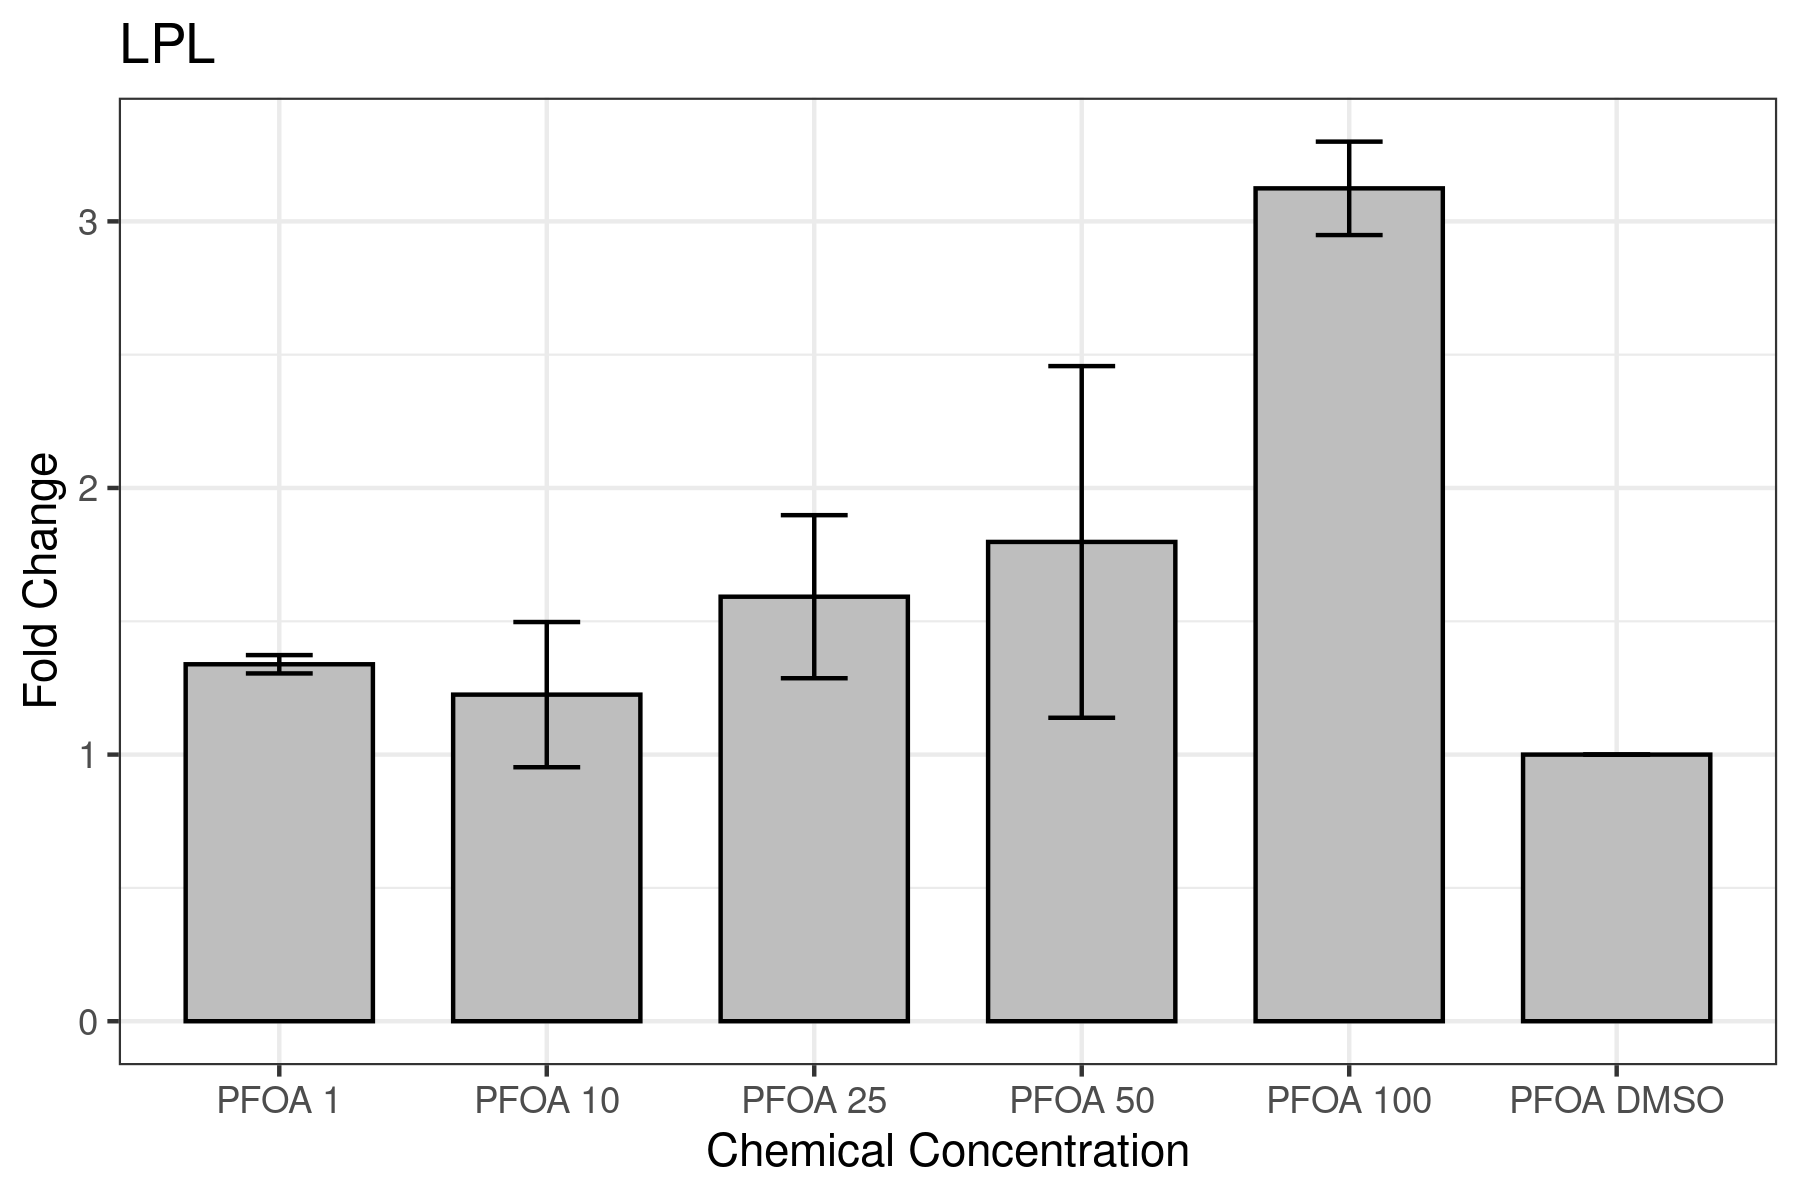 LPL
Fold Change
3
2
1
0
PFOA 1 PFOA 10 PFOA 25 PFOA 50 PFOA 100 PFOA DMSO
Chemical Concentration